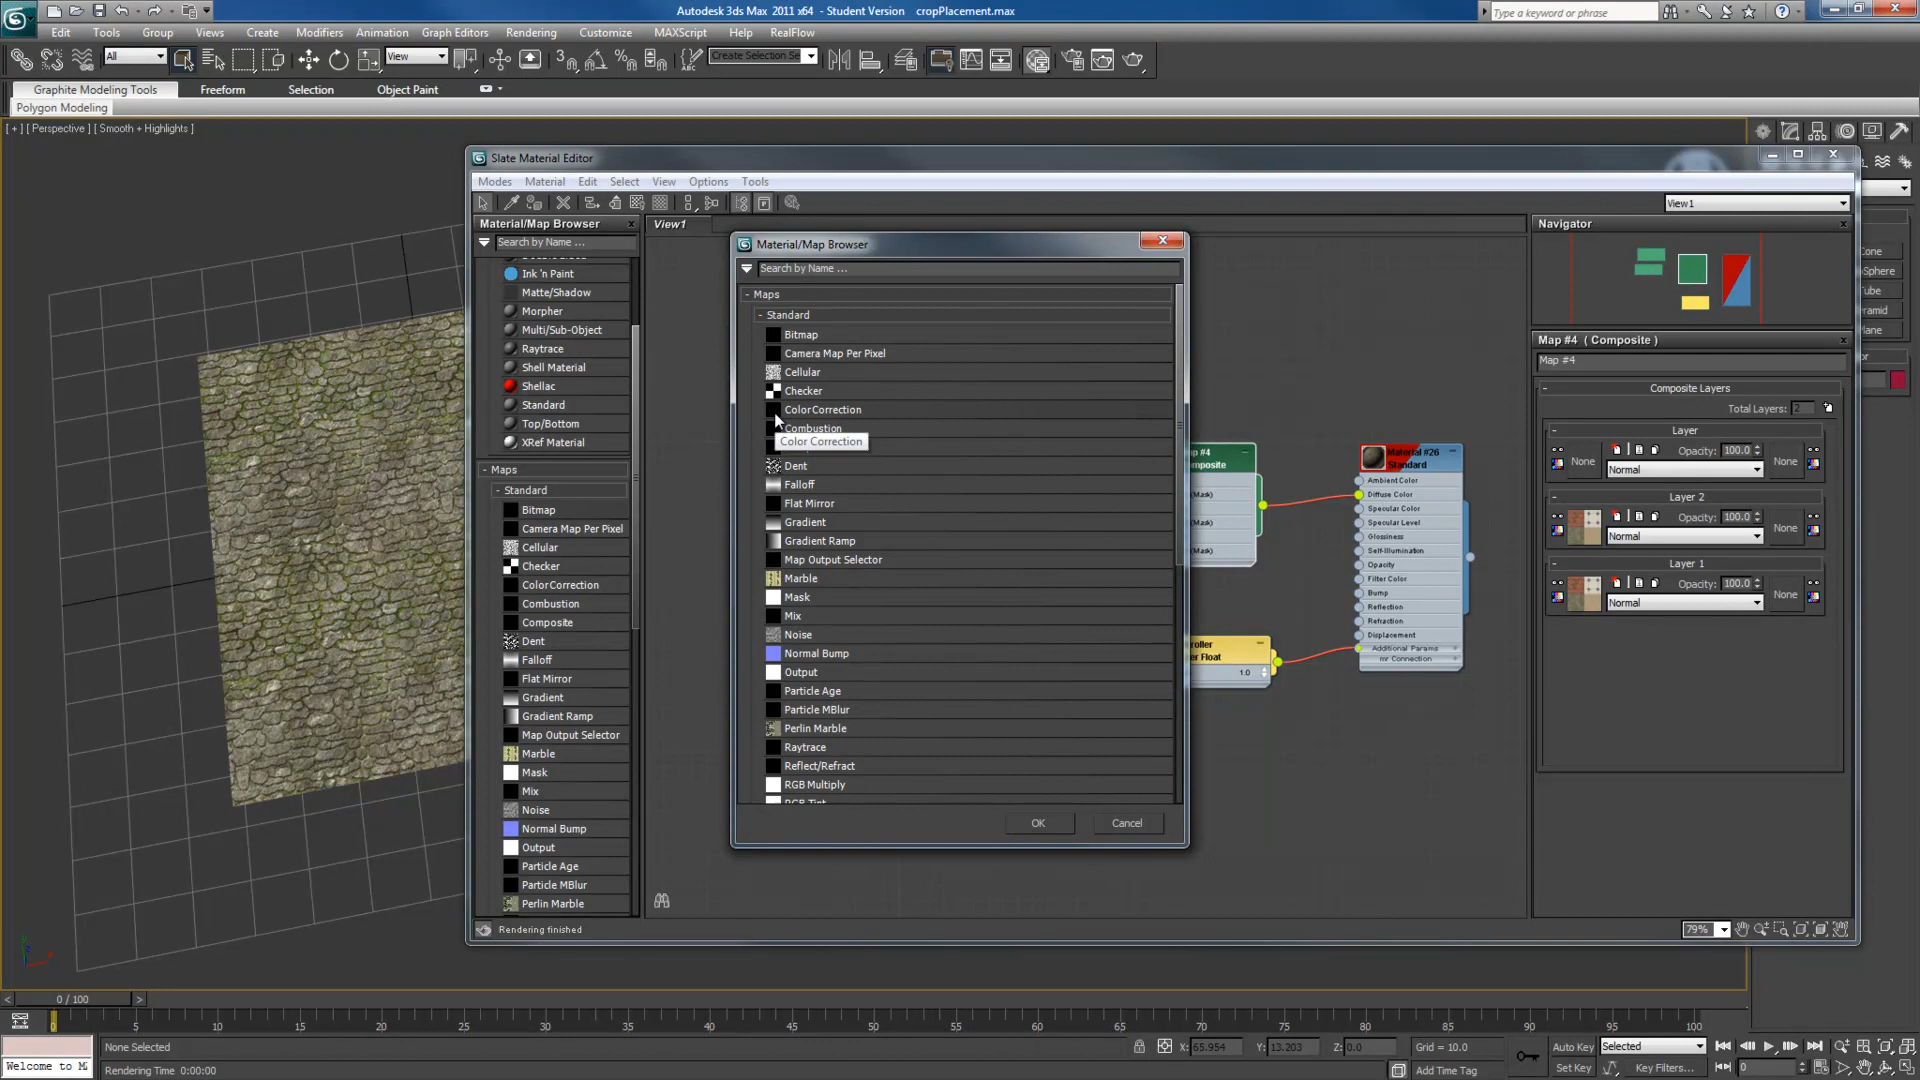 Autodesk 3ds Max 2011 x64 - Student Version cropPlacement.max
Type a keyword or phrase
Edit Tools Group Views Create Modifiers Animation Graph Editors Rendering Customize MAXScript Help RealFlow
All View Create Selection Se
Graphite Modeling Tools Freeform Selection Object Paint
Polygon Modeling
[ + ] [ Perspective ] [ Smooth + Highlights ]
Slate Material Editor
Modes Material Edit Select View Options Tools
View1
Material/Map Browser
Search by Name ...
Ink 'n Paint
Matte/Shadow
Morpher
Multi/Sub-Object
Raytrace
Shell Material
Shellac
Standard
Top/Bottom
XRef Material
- Maps
- Standard
Bitmap
Camera Map Per Pixel
Cellular
Checker
Color Correction
Combustion
Composite
Dent
Falloff
Flat Mirror
Gradient
Gradient Ramp
Map Output Selector
Marble
Mask
Mix
Noise
Normal Bump
Output
Particle Age
Particle MBlur
Perlin Marble
Rendering finished
View1
Material/Map Browser
Search by Name ...
- Maps
- Standard
Bitmap
Camera Map Per Pixel
Cellular
Checker
Color Correction
Combustion
Color Correction
Dent
Falloff
Flat Mirror
Gradient
Gradient Ramp
Map Output Selector
Marble
Mask
Mix
Noise
Normal Bump
Output
Particle Age
Particle MBlur
Perlin Marble
Raytrace
Reflect/Refract
RGB Multiply
RGB Tint
OK Cancel
p #4
mposite
(Mask)
(Mask)
(Mask)
roller
er Float
1.0
Material #26
Standard
Ambient Color
Diffuse Color
Specular Color
Specular Level
Glossiness
Self-Illumination
Opacity
Filter Color
Bump
Reflection
Refraction
Displacement
Additional Params
mr Connection
Navigator
Map #4 ( Composite )
Map #4
- Composite Layers
Total Layers: 2
- Layer
None Opacity: 100.0 None
Normal
- Layer 2
Opacity: 100.0 None
Normal
- Layer 1
Opacity: 100.0 None
Normal
79%
Cone
Sphere
Tube
ramid
lane
or
< 0 / 100 >
0 5 10 15 20 25 30 35 40 45 50 55 60 65 70 75 80 85 90 95 100
None Selected X: 65.954 Y: 13.203 Z: 0.0 Grid = 10.0 Auto Key Selected
Welcome to M Rendering Time 0:00:00 Add Time Tag Set Key Key Filters... 0